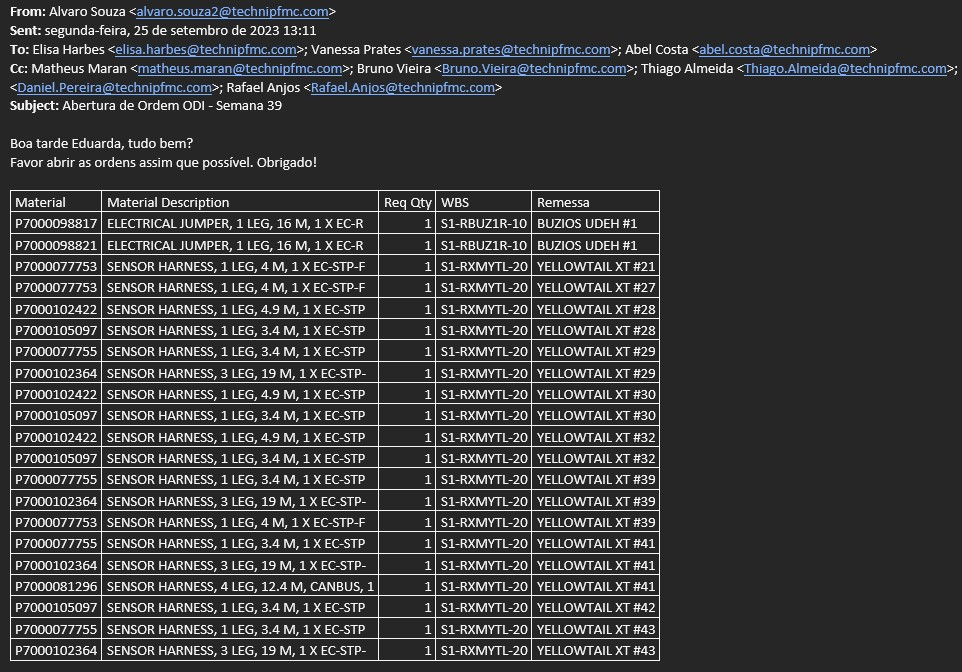 From: Alvaro Souza <alvaro.souza2@technipfmc.com>
Sent: segunda-feira, 25 de setembro de 2023 13:11
To: Elisa Harbes <elisa.harbes@technipfmc.com>; Vanessa Prates <vanessa.prates@technipfmc.com>; Abel Costa <abel.costa@technipfmc.com>
Cc: Matheus Maran <matheus.maran@technipfmc.com>; Bruno Vieira <Bruno.Vieira@technipfmc.com>; Thiago Almeida <Thiago.Almeida@technipfmc.com>;
<Daniel.Pereira@technipfmc.com>; Rafael Anjos <Rafael.Anjos@technipfmc.com>
Subject: Abertura de Ordem ODI - Semana 39
Boa tarde Eduarda, tudo bem?
Favor abrir as ordens assim que possível. Obrigado!
Material Material Description Req Qty WBS Remessa
P7000098817 ELECTRICAL JUMPER, 1 LEG, 16 M, 1 X EC-R 1 S1-RBUZ1R-10 BUZIOS UDEH #1
P7000098821 ELECTRICAL JUMPER, 1 LEG, 16 M, 1 X EC-R 1 S1-RBUZ1R-10 BUZIOS UDEH #1
P7000077753 SENSOR HARNESS, 1 LEG, 4 M, 1 X EC-STP-F 1 S1-RXMYTL-20 YELLOWTAIL XT #21
P7000077753 SENSOR HARNESS, 1 LEG, 4 M, 1 X EC-STP-F 1 S1-RXMYTL-20 YELLOWTAIL XT #27
P7000102422 SENSOR HARNESS, 1 LEG, 4.9 M, 1 X EC-STP 1 S1-RXMYTL-20 YELLOWTAIL XT #28
P7000105097 SENSOR HARNESS, 1 LEG, 3.4 M, 1 X EC-STP 1 S1-RXMYTL-20 YELLOWTAIL XT #28
P7000077755 SENSOR HARNESS, 1 LEG, 3.4 M, 1 X EC-STP 1 S1-RXMYTL-20 YELLOWTAIL XT #29
P7000102364 SENSOR HARNESS, 3 LEG, 19 M, 1 X EC-STP- 1 S1-RXMYTL-20 YELLOWTAIL XT #29
P7000102422 SENSOR HARNESS, 1 LEG, 4.9 M, 1 X EC-STP 1 S1-RXMYTL-20 YELLOWTAIL XT #30
P7000105097 SENSOR HARNESS, 1 LEG, 3.4 M, 1 X EC-STP 1 S1-RXMYTL-20 YELLOWTAIL XT #30
P7000102422 SENSOR HARNESS, 1 LEG, 4.9 M, 1 X EC-STP 1 S1-RXMYTL-20 YELLOWTAIL XT #32
P7000105097 SENSOR HARNESS, 1 LEG, 3.4 M, 1 X EC-STP 1 S1-RXMYTL-20 YELLOWTAIL XT #32
P7000077755 SENSOR HARNESS, 1 LEG, 3.4 M, 1 X EC-STP 1 S1-RXMYTL-20 YELLOWTAIL XT #39
P7000102364 SENSOR HARNESS, 3 LEG, 19 M, 1 X EC-STP- 1 S1-RXMYTL-20 YELLOWTAIL XT #39
P7000077753 SENSOR HARNESS, 1 LEG, 4 M, 1 X EC-STP-F 1 S1-RXMYTL-20 YELLOWTAIL XT #39
P7000077755 SENSOR HARNESS, 1 LEG, 3.4 M, 1 X EC-STP 1 S1-RXMYTL-20 YELLOWTAIL XT #41
P7000102364 SENSOR HARNESS, 3 LEG, 19 M, 1 X EC-STP- 1 S1-RXMYTL-20 YELLOWTAIL XT #41
P7000081296 SENSOR HARNESS, 4 LEG, 12.4 M, CANBUS, 1 1 S1-RXMYTL-20 YELLOWTAIL XT #41
P7000105097 SENSOR HARNESS, 1 LEG, 3.4 M, 1 X EC-STP 1 S1-RXMYTL-20 YELLOWTAIL XT #42
P7000077755 SENSOR HARNESS, 1 LEG, 3.4 M, 1 X EC-STP 1 S1-RXMYTL-20 YELLOWTAIL XT #43
P7000102364 SENSOR HARNESS, 3 LEG, 19 M, 1 X EC-STP- 1 S1-RXMYTL-20 YELLOWTAIL XT #43